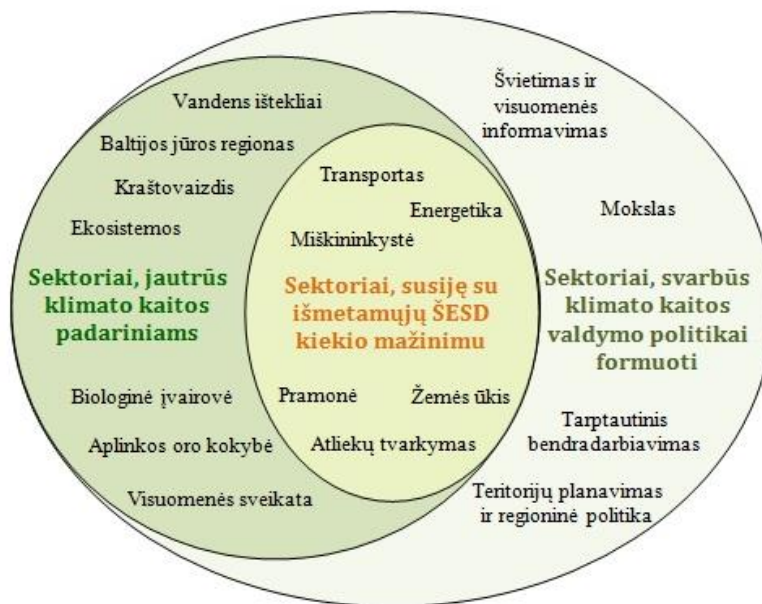 Švietimas ir
visuomenės
informavimas
Vandens ištekliai
Baltijos jūros regionas
Kraštovaizdis
Ekosistemos
Transportas
Energetika
Miškininkystė
Mokslas
Sektoriai, jautrūs
klimato kaitos
padariniams
Sektoriai, susiję su
išmetamųjų ŠESD
kiekio mažinimu
Sektoriai, svarbūs
klimato kaitos
valdymo politikai
formuoti
Biologinė įvairovė
Aplinkos oro kokybė
Visuomenės sveikata
Pramonė
Žemės ūkis
Atliekų tvarkymas
Tarptautinis
bendradarbiavimas
Teritorijų planavimas
ir regioninė politika